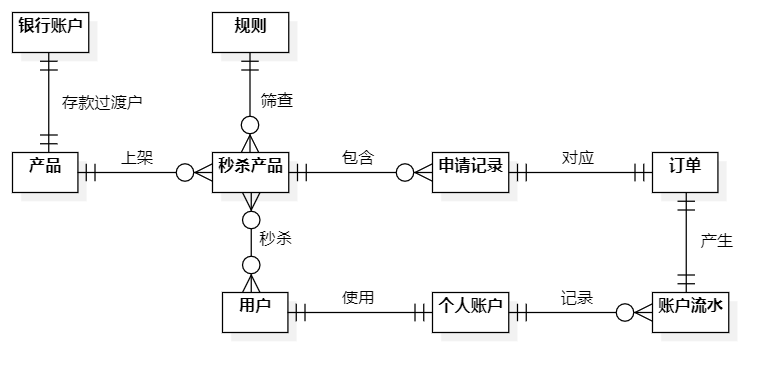 银行账户
规则
存款过渡户
筛查
产品
上架
秒杀产品
包含
申请记录
对应
订单
秒杀
产生
用户
使用
个人账户
记录
账户流水